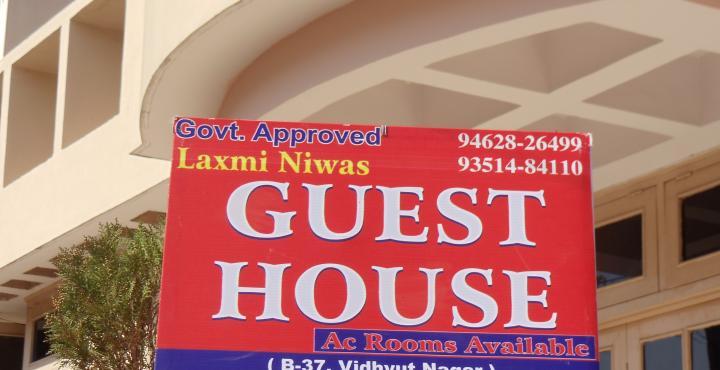 Govt. Approved" 94628-26499
Laxmi Niwas 93514-84110
GUEST
HOUSE
Ac Rooms Available
( B-37, Vidhyut Nagar )